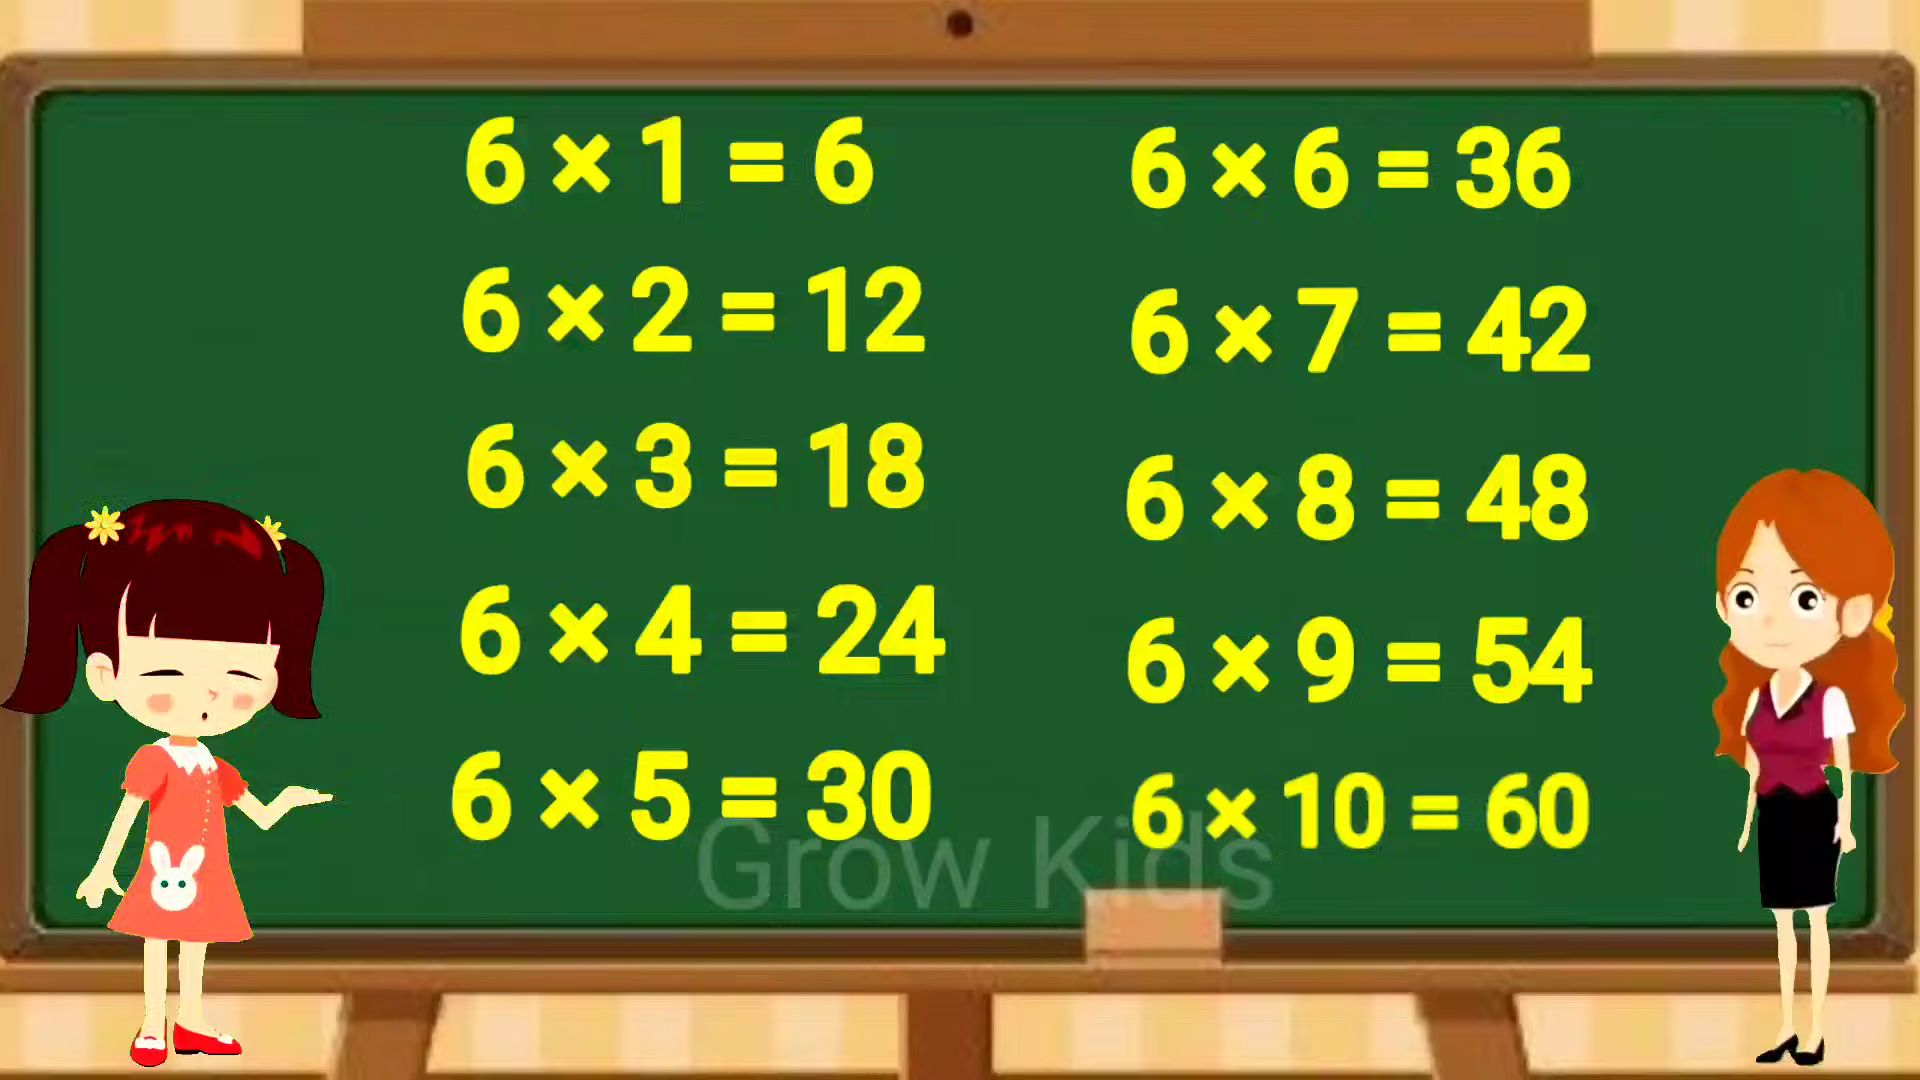 6 × 1 = 6
6 × 2 = 12
6 × 3 = 18
6 × 4 = 24
6 × 5 = 30
6 × 6 = 36
6 × 7 = 42
6 × 8 = 48
6 × 9 = 54
6 × 10 = 60
Grow Kids